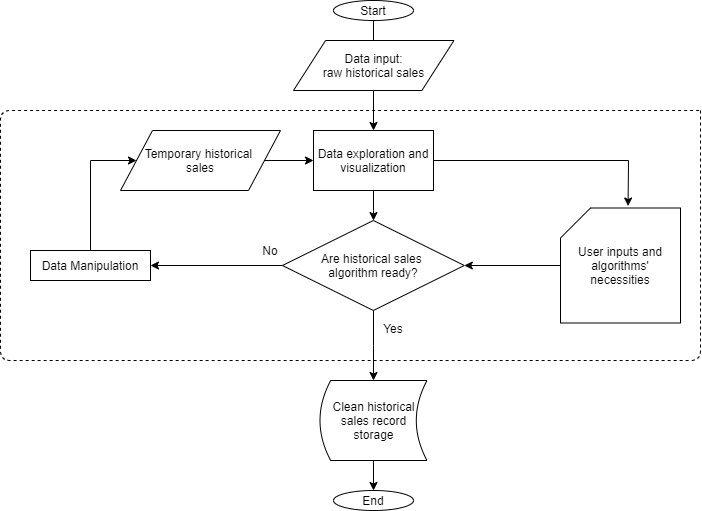 Start
Data input:
raw historical sales
Temporary historical
sales
Data exploration and
visualization
User inputs and
algorithms'
necessities
Are historical sales
algorithm ready?
No
Data Manipulation
Yes
Clean historical
sales record
storage
End